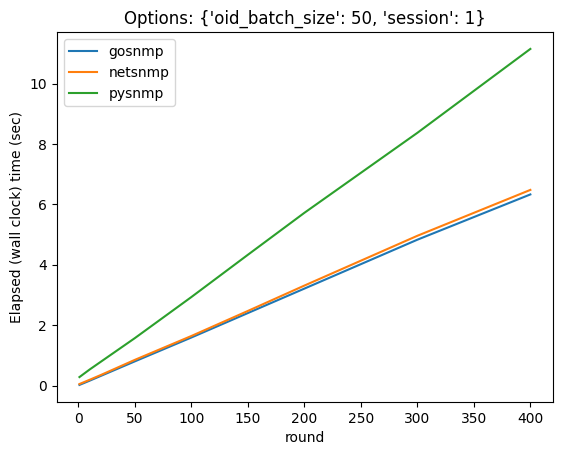 Options: {'oid_batch_size': 50, 'session': 1}
gosnmp
netsnmp
pysnmp
Elapsed (wall clock) time (sec)
10
8
6
4
2
0
0 50 100 150 200 250 300 350 400
round